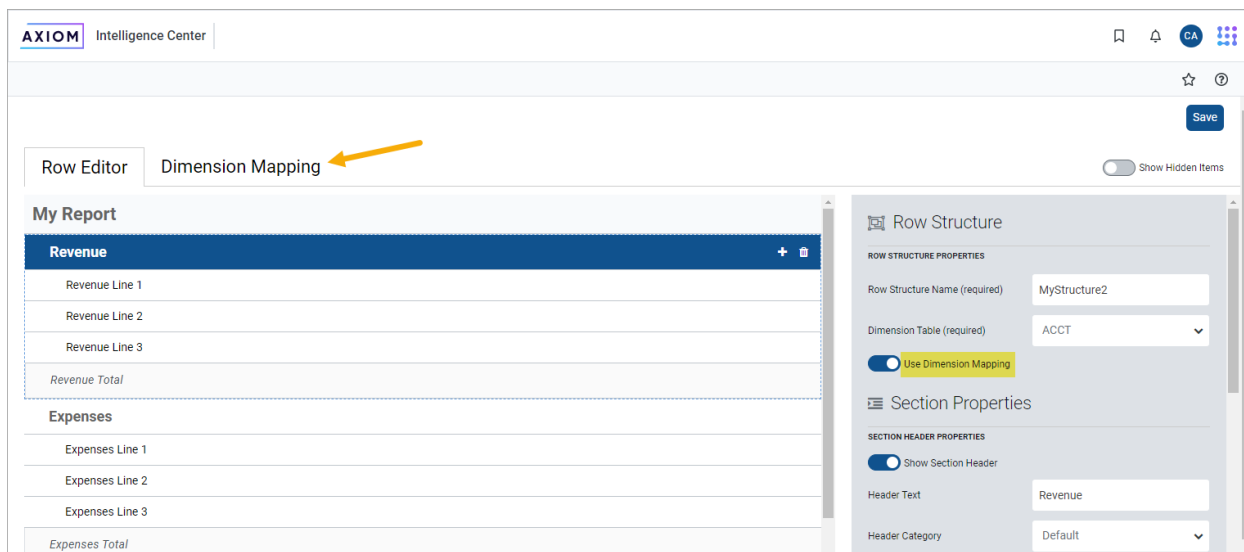 AXIOM Intelligence Center
CA
Save
Row Editor Dimension Mapping
Show Hidden Items
My Report
Revenue
Revenue Line 1
Revenue Line 2
Revenue Line 3
Revenue Total
Expenses
Expenses Line 1
Expenses Line 2
Expenses Line 3
Expenses Total
Row Structure
ROW STRUCTURE PROPERTIES
Row Structure Name (required) MyStructure2
Dimension Table (required) ACCT
Use Dimension Mapping
Section Properties
SECTION HEADER PROPERTIES
Show Section Header
Header Text Revenue
Header Category Default